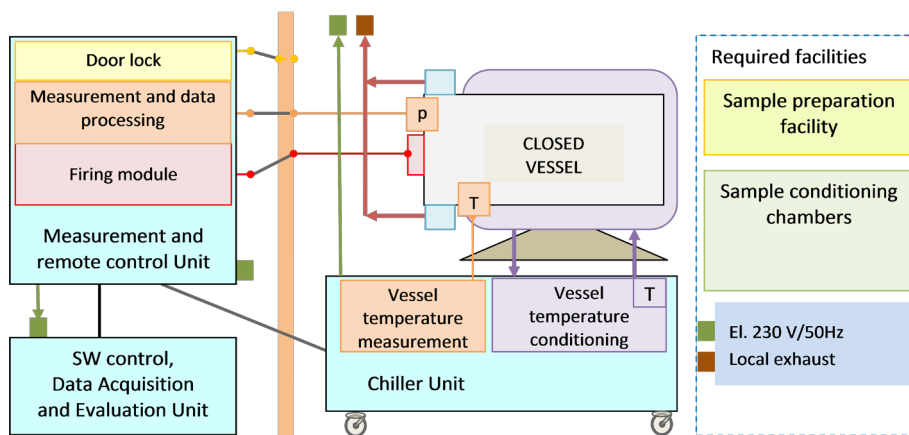 Door lock
Measurement and data
processing
Firing module
Measurement and
remote control Unit
SW control,
Data Acquisition
and Evaluation Unit
p
CLOSED
VESSEL
T
Vessel
temperature
measurement
Vessel
temperature
conditioning
T
Chiller Unit
Required facilities
Sample preparation
facility
Sample conditioning
chambers
El. 230 V/50Hz
Local exhaust